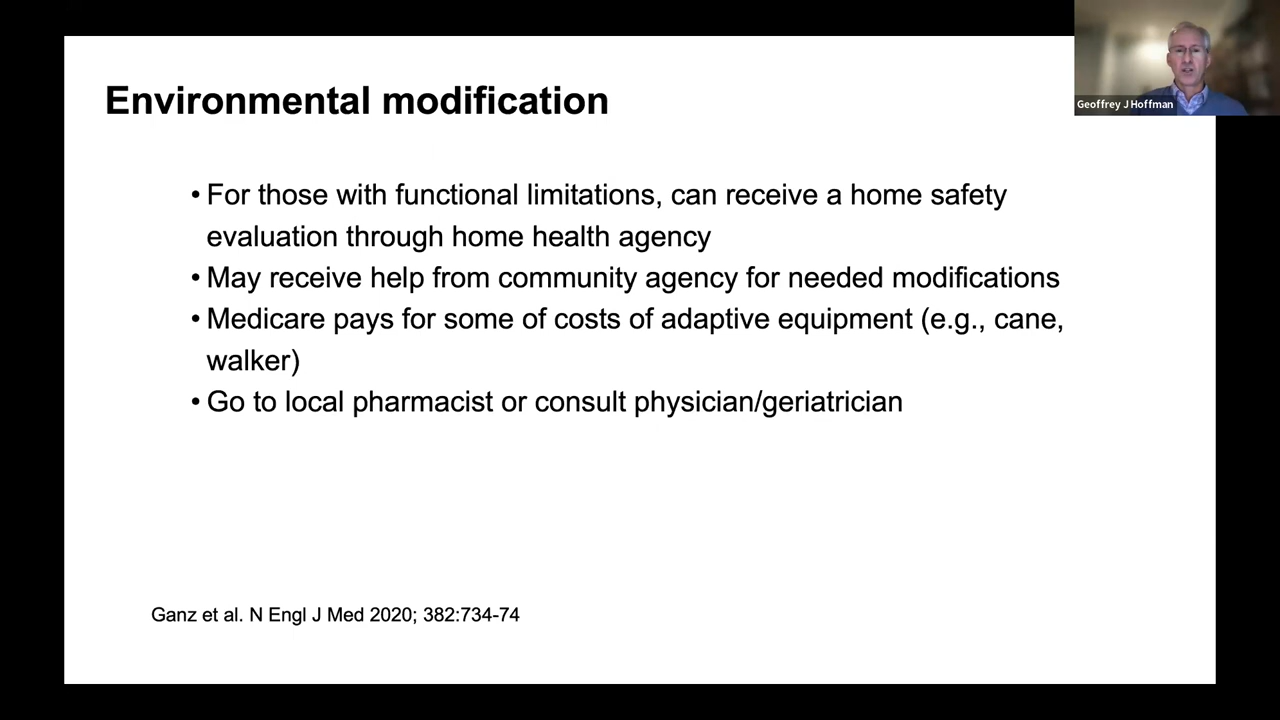 Geoffrey J Hoffman
Environmental modification
• For those with functional limitations, can receive a home safety
evaluation through home health agency
• May receive help from community agency for needed modifications
• Medicare pays for some of costs of adaptive equipment (e.g., cane,
walker)
• Go to local pharmacist or consult physician/geriatrician
Ganz et al. N Engl J Med 2020; 382:734-74